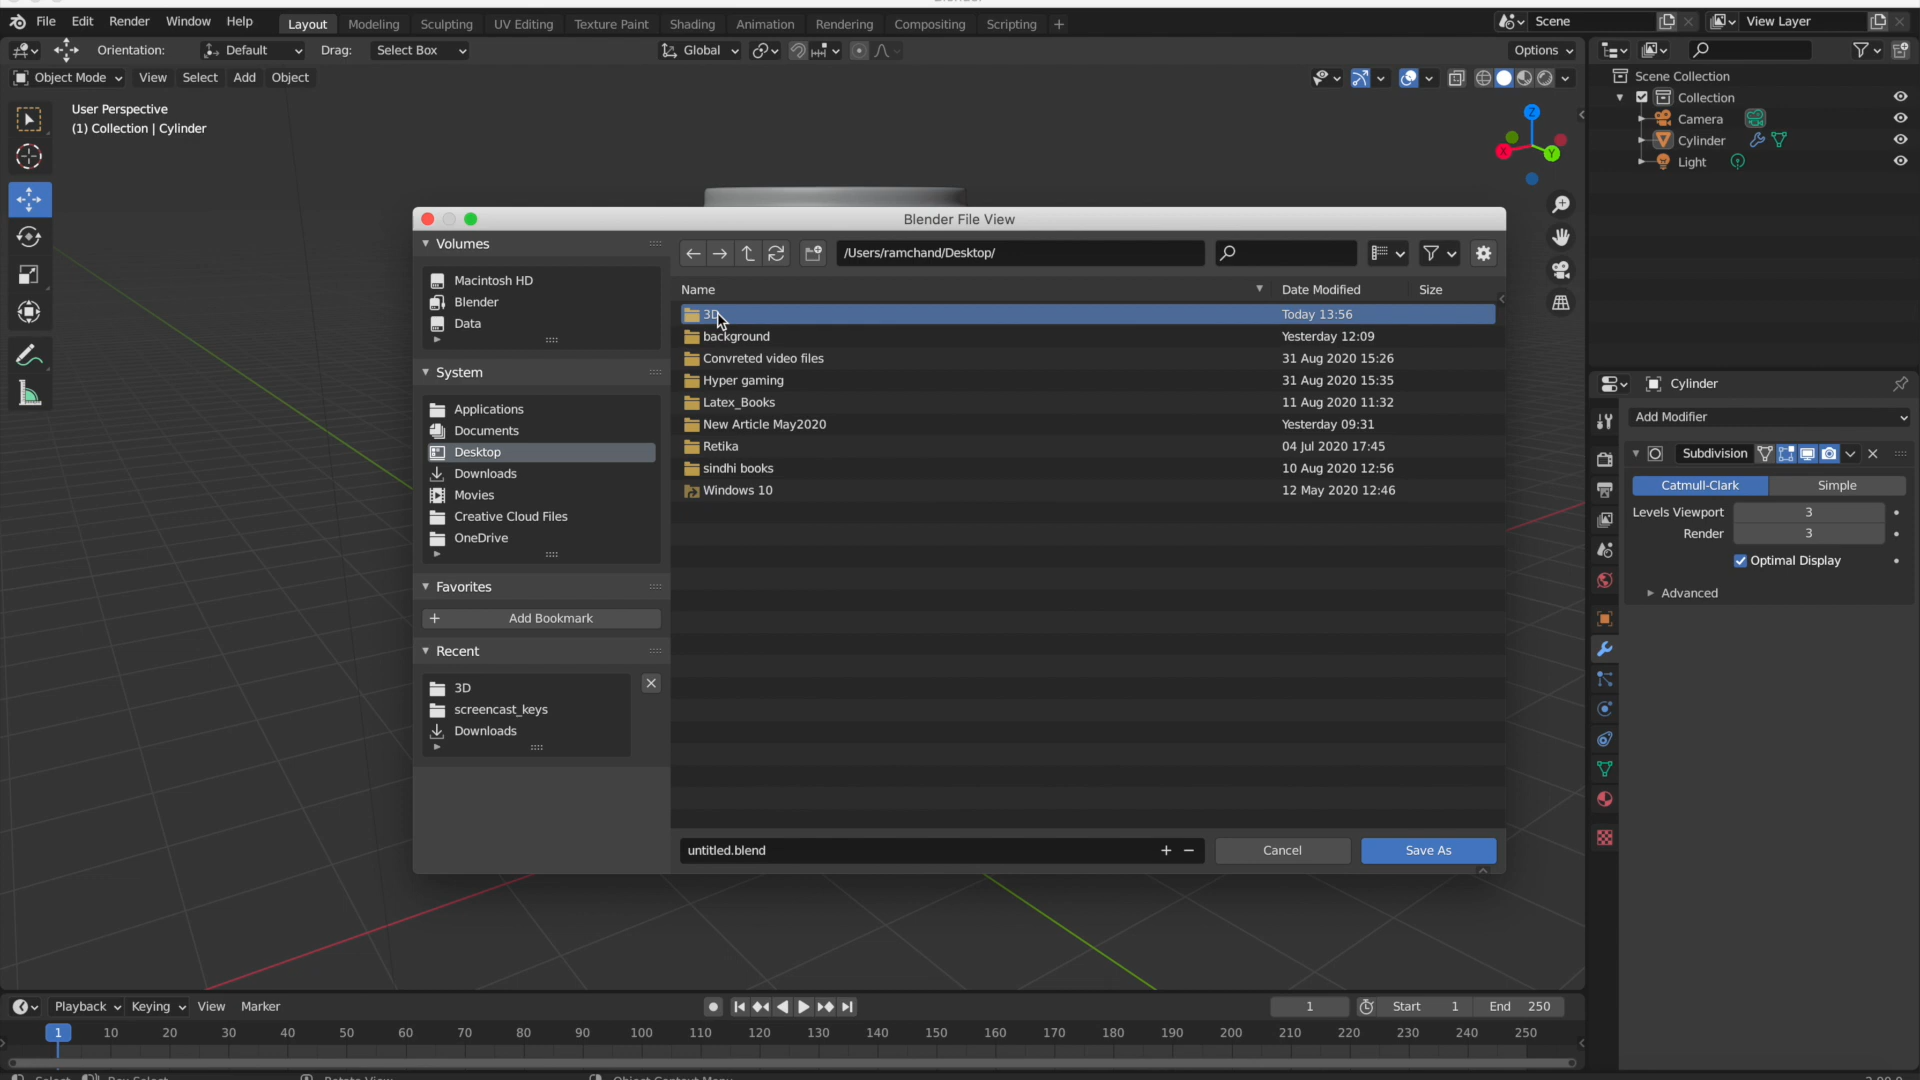 File Edit Render Window Help Layout Modeling Sculpting UV Editing Texture Paint Shading Animation Rendering Compositing Scripting + Scene View Layer
Orientation: Default Drag: Select Box Global Options
Object Mode View Select Add Object
User Perspective
(1) Collection | Cylinder
Z
X
Y
Scene Collection
Collection
Camera
Cylinder
Light
Blender File View
Volumes
Macintosh HD
Blender
Data
System
Applications
Documents
Desktop
Downloads
Movies
Creative Cloud Files
OneDrive
Favorites
+ Add Bookmark
Recent
3D
screencast_keys
Downloads
/Users/ramchand/Desktop/
Name Date Modified Size
3D Today 13:56
background Yesterday 12:09
Convreted video files 31 Aug 2020 15:26
Hyper gaming 31 Aug 2020 15:35
Latex_Books 11 Aug 2020 11:32
New Article May2020 Yesterday 09:31
Retika 04 Jul 2020 17:45
sindhi books 10 Aug 2020 12:56
Windows 10 12 May 2020 12:46
untitled.blend + − Cancel Save As
Cylinder
Add Modifier
Subdivision
Catmull-Clark Simple
Levels Viewport 3
Render 3
Optimal Display
Advanced
Playback Keying View Marker 1 Start 1 End 250
1 10 20 30 40 50 60 70 80 90 100 110 120 130 140 150 160 170 180 190 200 210 220 230 240 250